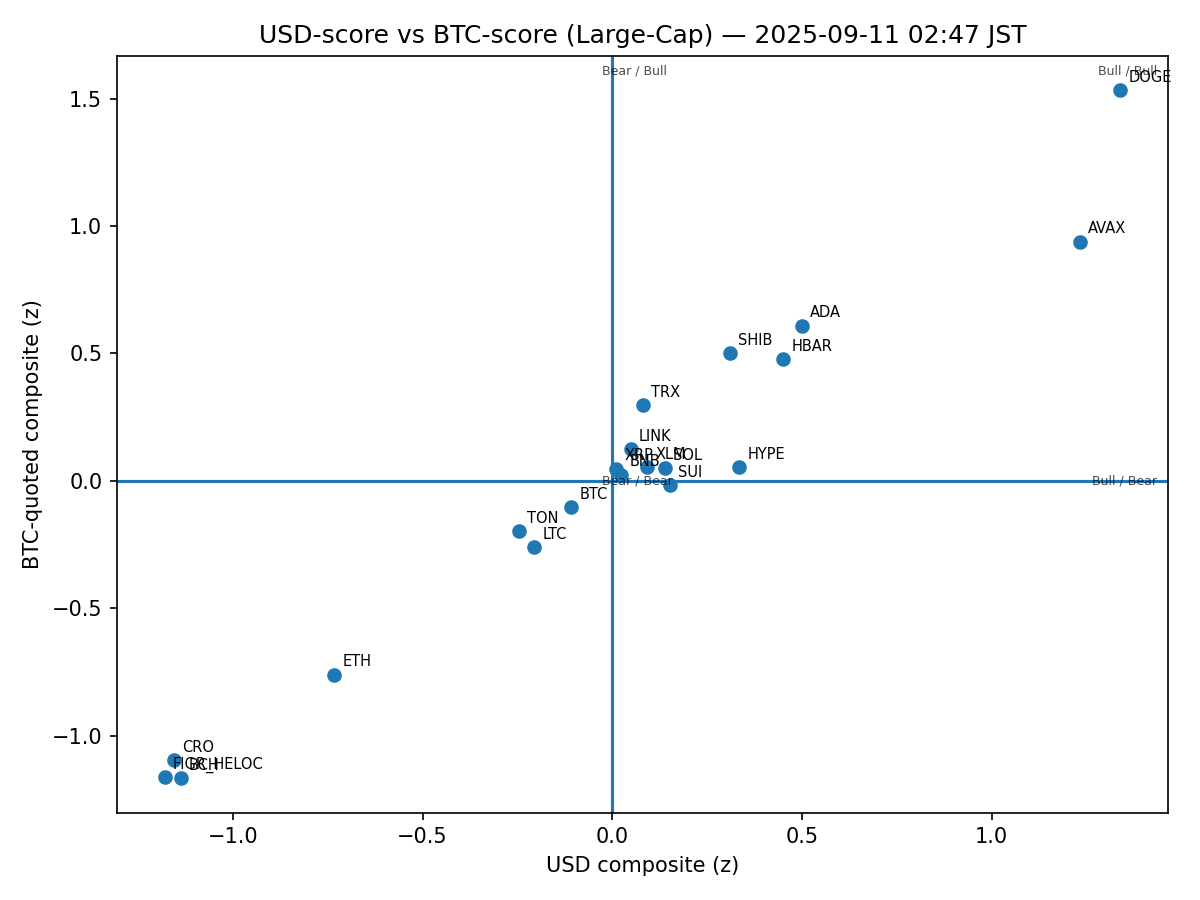 USD-score vs BTC-score (Large-Cap) — 2025-09-11 02:47 JST
Bear / Bull
Bull / Bull
DOGE
1.5
AVAX
1.0
ADA
SHIB
HBAR
0.5
TRX
LINK
XRP
XLM
SOL
HYPE
BNB
SUI
0.0
Bear / Bear
Bull / Bear
BTC
TON
LTC
−0.5
ETH
−1.0
CRO
FIGR_HELOC
BCH
−1.0
−0.5
0.0
0.5
1.0
USD composite (z)
BTC-quoted composite (z)